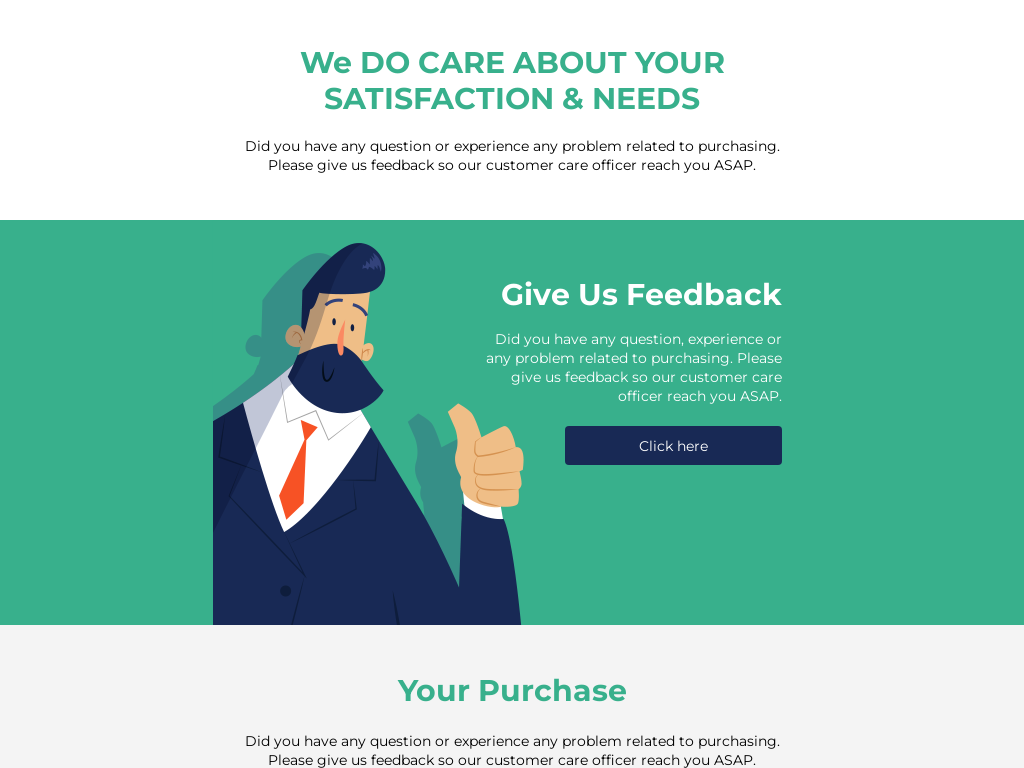 We DO CARE ABOUT YOUR
SATISFACTION & NEEDS
Did you have any question or experience any problem related to purchasing.
Please give us feedback so our customer care officer reach you ASAP.
Give Us Feedback
Did you have any question, experience or
any problem related to purchasing. Please
give us feedback so our customer care
officer reach you ASAP.
Click here
Your Purchase
Did you have any question or experience any problem related to purchasing.
Please give us feedback so our customer care officer reach you ASAP.